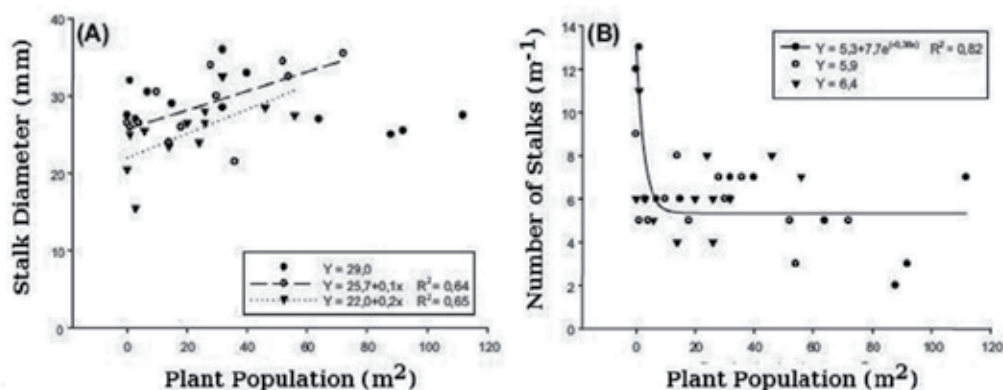 (A)
Stalk Diameter (mm)
40
30
20
10
0
Y = 29,0
Y = 25,7+0,1x R² = 0,64
Y = 22,0+0,2x R² = 0,65
0 20 40 60 80 100 120
Plant Population (m²)
(B)
Number of Stalks (m⁻¹)
14
12
10
8
6
4
2
0
Y = 5,9
Y = 6,4
0 20 40 60 80 100 120
Plant Population (m²)